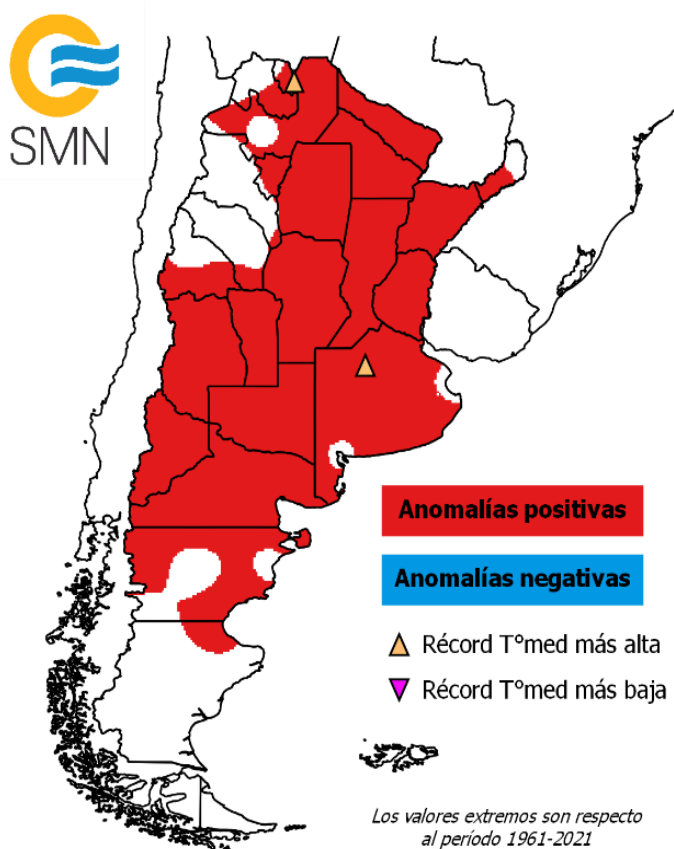 SMN
Anomalías positivas
Anomalías negativas
Récord T°med más alta
Récord T°med más baja
Los valores extremos son respecto
al período 1961-2021